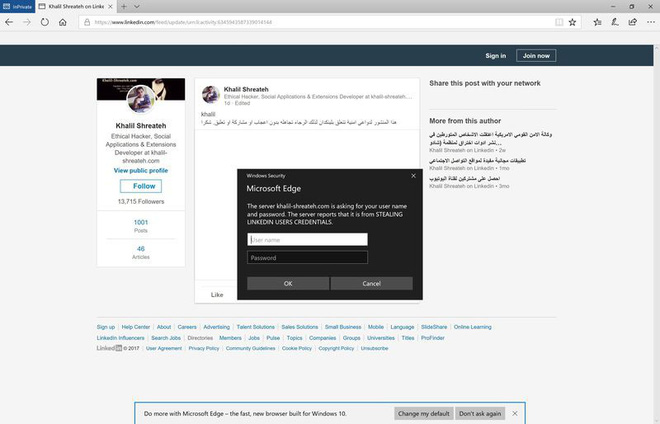 InPrivate
Khalil Shreateh on Linke
https://www.linkedin.com/feed/update/urn:li:activity:6345943587339014144
Sign in
Join now
Khalil Shreateh
Ethical Hacker, Social
Applications & Extensions
Developer at khalil-
shreateh.com
View public profile
Follow
13,715 Followers
1001
Posts
46
Articles
Khalil Shreateh
Ethical Hacker, Social Applications & Extensions Developer at khalil-shreateh....
1d · Edited
khalil
هذا المنشور لدواعي امنية تتعلق بلينكدان لذلك الرجاء تجاهله بدون اعجاب او مشاركة او تعليق. شكرا
Like
Share this post with your network
More from this author
وكالة الامن القومي الامريكية اعتقلت الاشخاص المتورطين في
نشر ادوات اختراق لمنظمة (شادو...
Khalil Shreateh on LinkedIn • 2w
تطبيقات مجانية مفيدة لمواقع التواصل الاجتماعي
Khalil Shreateh on LinkedIn • 1mo
احصل على مشتركين لقناة اليوتيوب
Khalil Shreateh on LinkedIn • 3mo
Windows Security
Microsoft Edge
The server khalil-shreateh.com is asking for your user name
and password. The server reports that it is from STEALING
LINKEDIN USERS CREDENTIALS.
User name
Password
OK
Cancel
Sign up | Help Center | About | Careers | Advertising | Talent Solutions | Sales Solutions | Small Business | Mobile | Language | SlideShare | Online Learning
LinkedIn Influencers | Search Jobs | Directories Members | Jobs | Pulse | Topics | Companies | Groups | Universities | Titles | ProFinder
LinkedIn © 2017 | User Agreement | Privacy Policy | Community Guidelines | Cookie Policy | Copyright Policy | Unsubscribe
Do more with Microsoft Edge – the fast, new browser built for Windows 10.
Change my default
Don't ask again